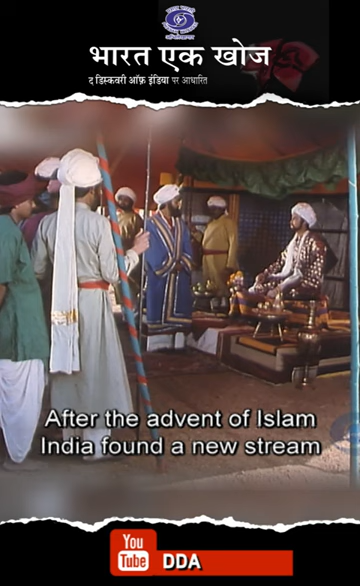 भारत एक खोज
द डिस्कवरी ऑफ़ इंडिया पर आधारित
After the advent of Islam
India found a new stream
You
Tube DDA